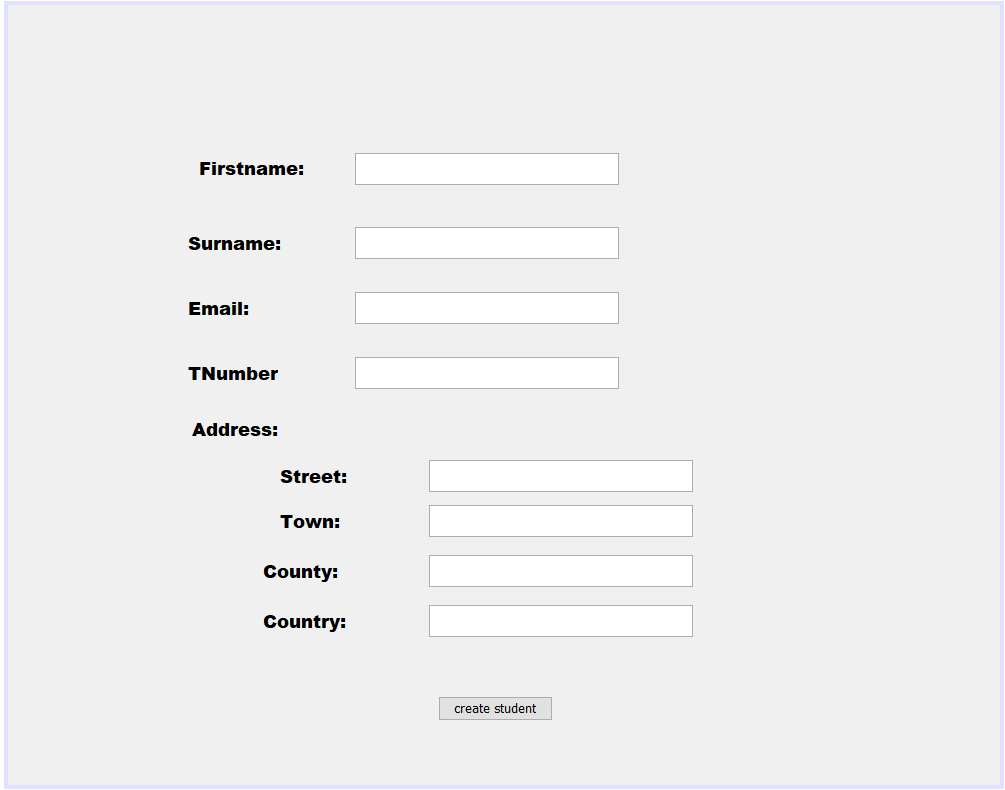 Firstname:
Surname:
Email:
TNumber
Address:
Street:
Town:
County:
Country:
create student